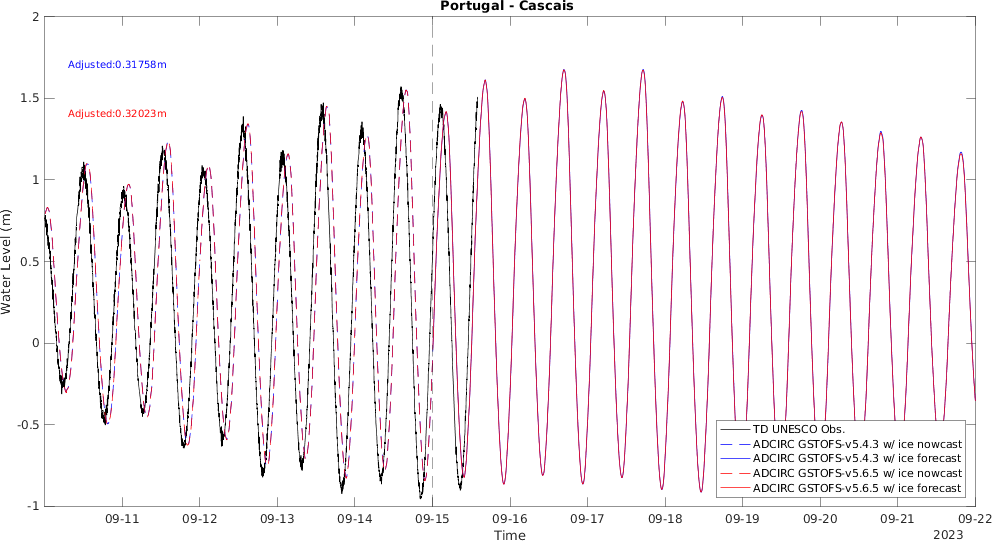 Portugal - Cascais
Adjusted:0.31758m
Adjusted:0.32023m
Water Level (m)
2
1.5
1
0.5
0
-0.5
-1
TD UNESCO Obs.
ADCIRC GSTOFS-v5.4.3 w/ ice nowcast
ADCIRC GSTOFS-v5.4.3 w/ ice forecast
ADCIRC GSTOFS-v5.6.5 w/ ice nowcast
ADCIRC GSTOFS-v5.6.5 w/ ice forecast
09-11 09-12 09-13 09-14 09-15 09-16 09-17 09-18 09-19 09-20 09-21 09-22
Time
2023